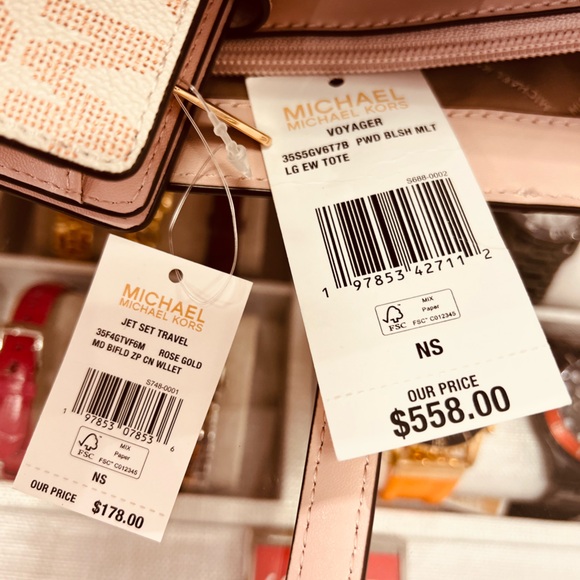 MICHAEL
MICHAEL KORS
VOYAGER
35S5GV6T7B PWD BLSH MLT
LG EW TOTE
S688-0002
1 97853 42711 2
MIX
Paper
FSC
FSC™ C012345
NS
OUR PRICE
$558.00
MICHAEL
MICHAEL KORS
JET SET TRAVEL
35F4GTVF6M ROSE GOLD
MD BIFLD ZP CN WLLET
S748-0001
1 97853 07853 6
MIX
Paper
FSC
FSC™ C012345
NS
OUR PRICE $178.00